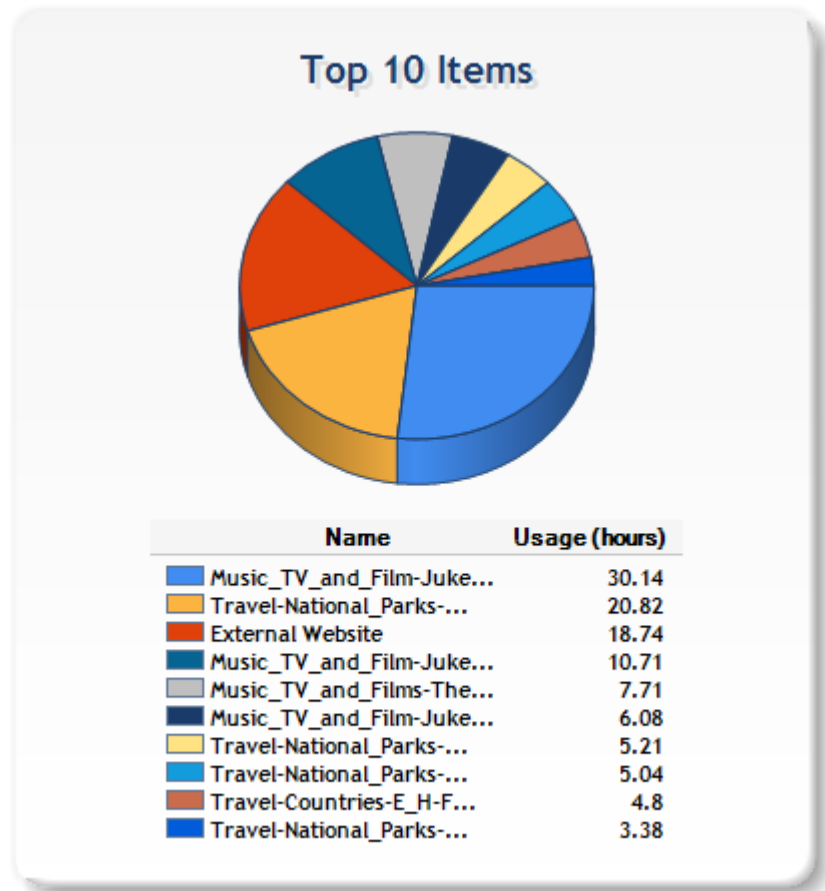 Top 10 Items
Name Usage (hours)
Music_TV_and_Film-Juke... 30.14
Travel-National_Parks-... 20.82
External Website 18.74
Music_TV_and_Film-Juke... 10.71
Music_TV_and_Films-The... 7.71
Music_TV_and_Film-Juke... 6.08
Travel-National_Parks-... 5.21
Travel-National_Parks-... 5.04
Travel-Countries-E_H-F... 4.8
Travel-National_Parks-... 3.38